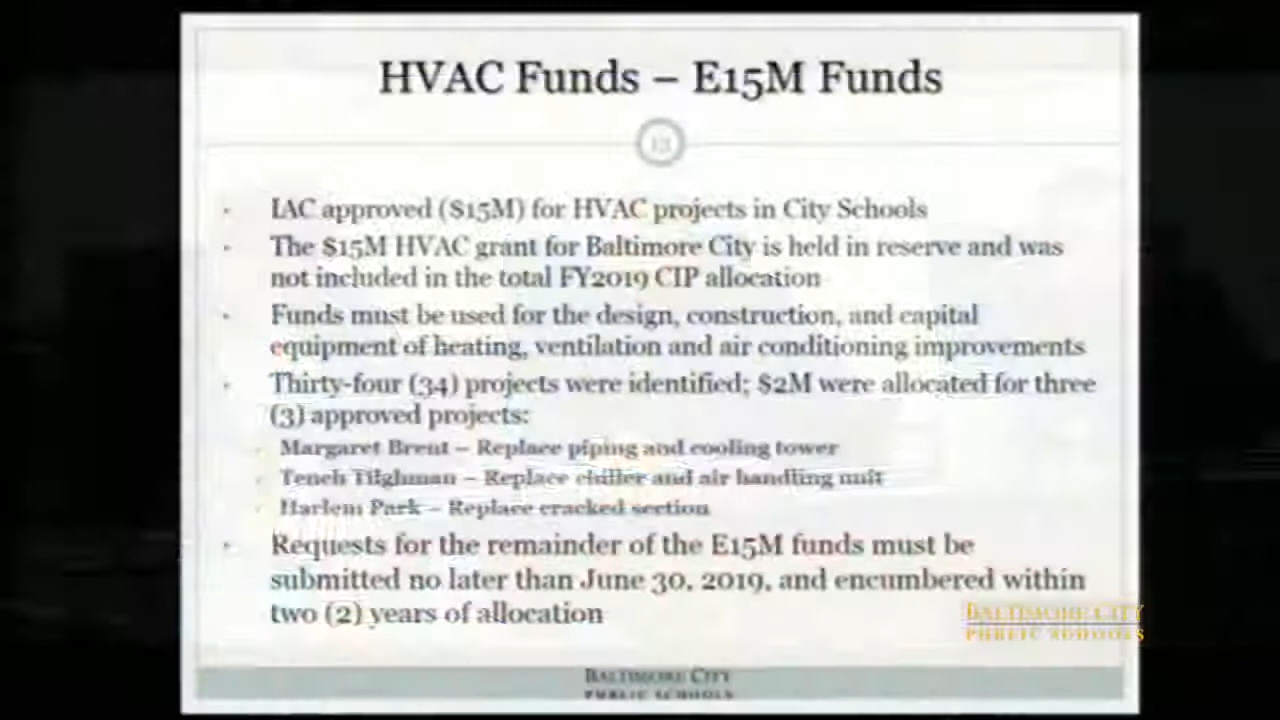 HVAC Funds – E15M Funds
13
IAC approved ($15M) for HVAC projects in City Schools
The $15M HVAC grant for Baltimore City is held in reserve and was
not included in the total FY2019 CIP allocation
Funds must be used for the design, construction, and capital
equipment of heating, ventilation and air conditioning improvements
Thirty-four (34) projects were identified; $2M were allocated for three
(3) approved projects:
Margaret Brent – Replace piping and cooling tower
Tench Tilghman – Replace chiller and air handling unit
Harlem Park – Replace cracked section
Requests for the remainder of the E15M funds must be
submitted no later than June 30, 2019, and encumbered within
two (2) years of allocation
BALTIMORE CITY
PUBLIC SCHOOLS
BALTIMORE CITY
PUBLIC SCHOOLS